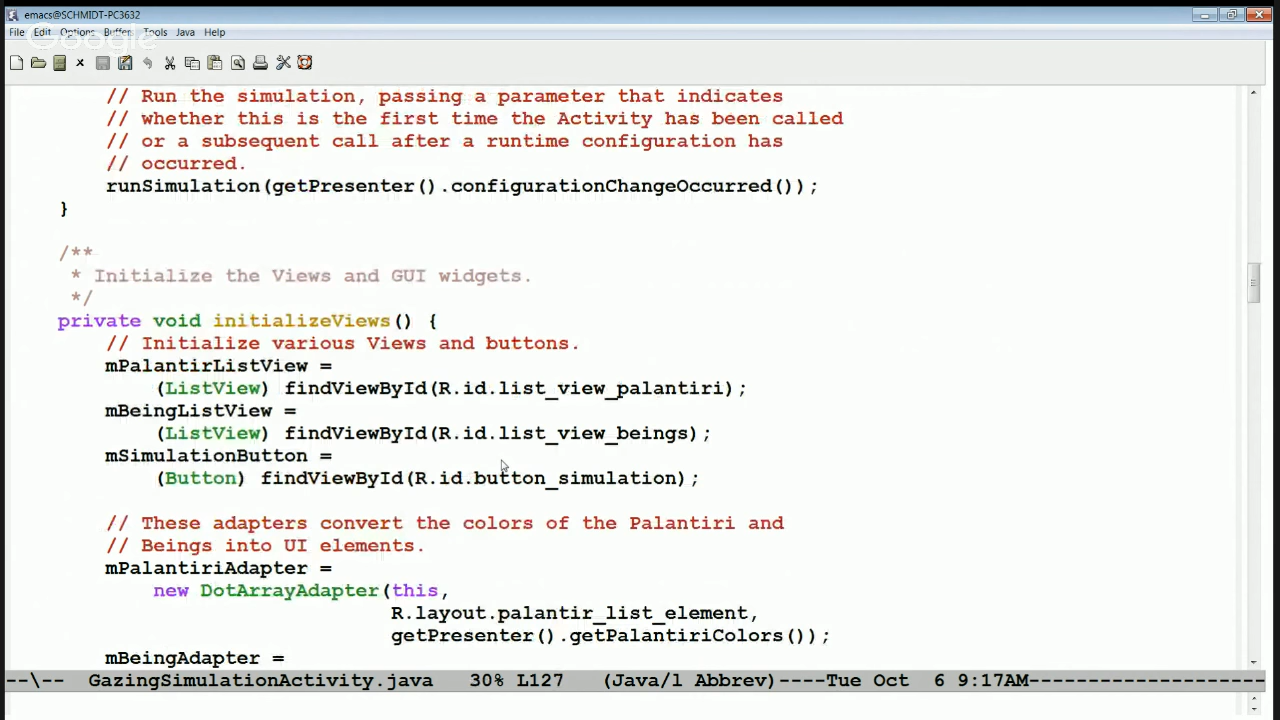 emacs@SCHMIDT-PC3632
File Edit Options Buffer Tools Java Help
Google
// Run the simulation, passing a parameter that indicates
// whether this is the first time the Activity has been called
// or a subsequent call after a runtime configuration has
// occurred.
runSimulation(getPresenter().configurationChangeOccurred());
}
/**
* Initialize the Views and GUI widgets.
*/
private void initializeViews() {
// Initialize various Views and buttons.
mPalantirListView =
(ListView) findViewById(R.id.list_view_palantiri);
mBeingListView =
(ListView) findViewById(R.id.list_view_beings);
mSimulationButton =
(Button) findViewById(R.id.button_simulation);
// These adapters convert the colors of the Palantiri and
// Beings into UI elements.
mPalantiriAdapter =
new DotArrayAdapter(this,
R.layout.palantir_list_element,
getPresenter().getPalantiriColors());
mBeingAdapter =
--\-- GazingSimulationActivity.java 30% L127 (Java/l Abbrev)----Tue Oct 6 9:17AM--------------------